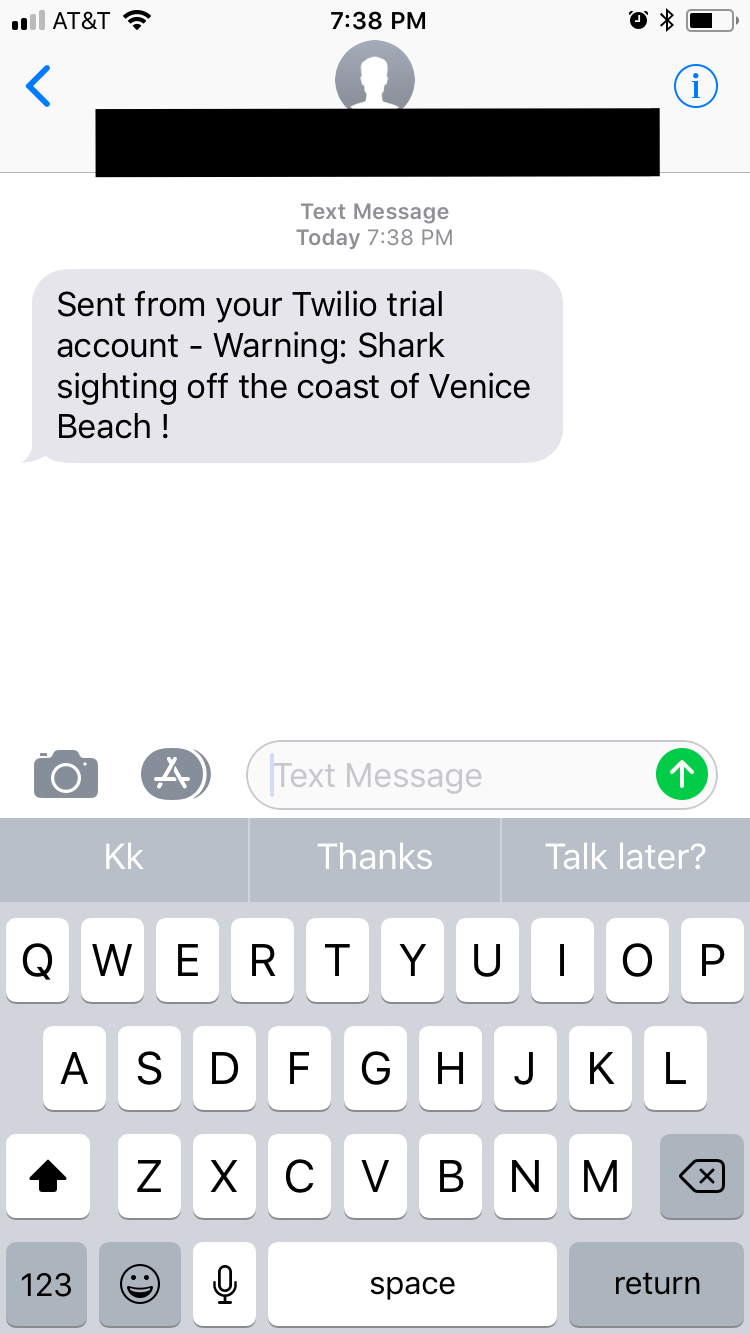 AT&T 7:38 PM
Text Message
Today 7:38 PM
Sent from your Twilio trial
account - Warning: Shark
sighting off the coast of Venice
Beach !
Text Message
Kk Thanks Talk later?
Q W E R T Y U I O P
A S D F G H J K L
Z X C V B N M
123 space return